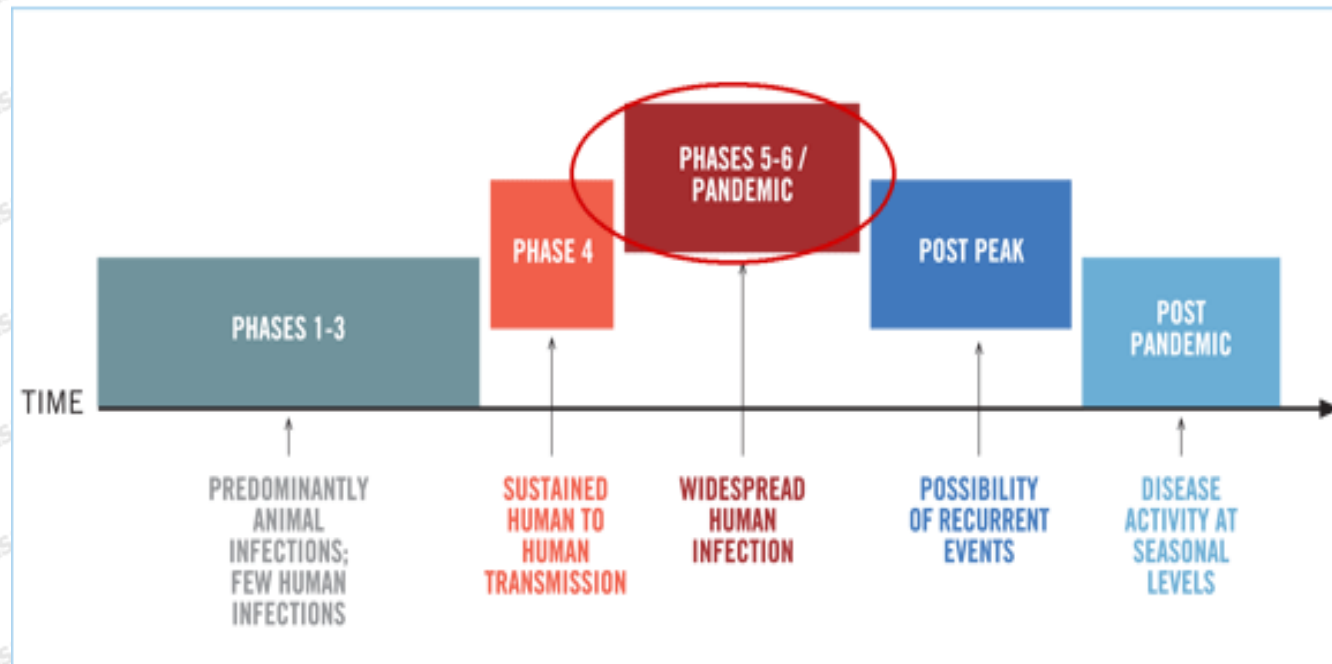 PHASES 5-6 /
PANDEMIC
PHASE 4
POST PEAK
PHASES 1-3
POST
PANDEMIC
TIME
PREDOMINANTLY
ANIMAL
INFECTIONS;
FEW HUMAN
INFECTIONS
SUSTAINED
HUMAN TO
HUMAN
TRANSMISSION
WIDESPREAD
HUMAN
INFECTION
POSSIBILITY
OF RECURRENT
EVENTS
DISEASE
ACTIVITY AT
SEASONAL
LEVELS